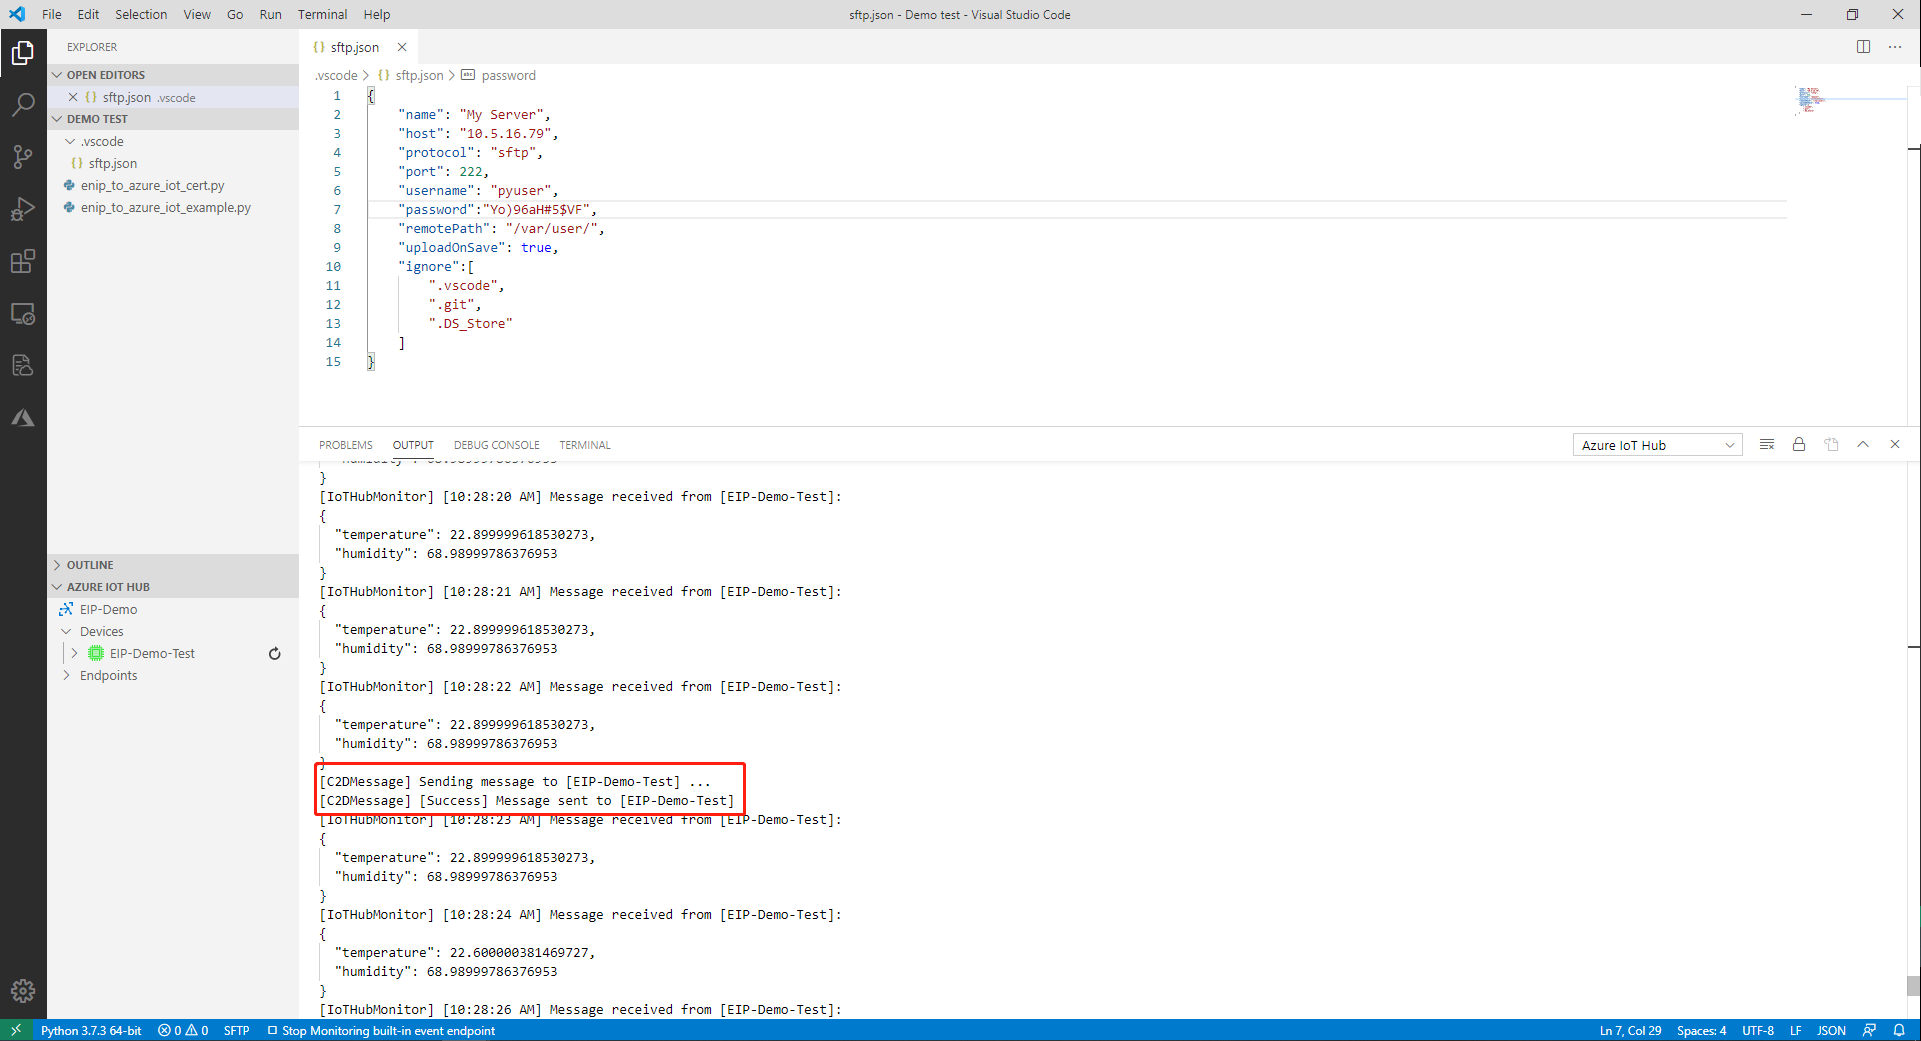 File Edit Selection View Go Run Terminal Help
sftp.json - Demo test - Visual Studio Code
EXPLORER
OPEN EDITORS
sftp.json .vscode
DEMO TEST
.vscode
sftp.json
enip_to_azure_iot_cert.py
enip_to_azure_iot_example.py
OUTLINE
AZURE IOT HUB
EIP-Demo
Devices
EIP-Demo-Test
Endpoints
sftp.json
.vscode > {} sftp.json > abc password
1 {
2 "name": "My Server",
3 "host": "10.5.16.79",
4 "protocol": "sftp",
5 "port": 222,
6 "username": "pyuser",
7 "password":"Yo)96aH#5$VF",
8 "remotePath": "/var/user/",
9 "uploadOnSave": true,
10 "ignore":[
11 ".vscode",
12 ".git",
13 ".DS_Store"
14 ]
15 }
PROBLEMS OUTPUT DEBUG CONSOLE TERMINAL
Azure IoT Hub
"humidity": 68.98999786376953
}
[IoTHubMonitor] [10:28:20 AM] Message received from [EIP-Demo-Test]:
{
"temperature": 22.899999618530273,
"humidity": 68.98999786376953
}
[IoTHubMonitor] [10:28:21 AM] Message received from [EIP-Demo-Test]:
{
"temperature": 22.899999618530273,
"humidity": 68.98999786376953
}
[IoTHubMonitor] [10:28:22 AM] Message received from [EIP-Demo-Test]:
{
"temperature": 22.899999618530273,
"humidity": 68.98999786376953
}
[C2DMessage] Sending message to [EIP-Demo-Test] ...
[C2DMessage] [Success] Message sent to [EIP-Demo-Test]
[IoTHubMonitor] [10:28:23 AM] Message received from [EIP-Demo-Test]:
{
"temperature": 22.899999618530273,
"humidity": 68.98999786376953
}
[IoTHubMonitor] [10:28:24 AM] Message received from [EIP-Demo-Test]:
{
"temperature": 22.600000381469727,
"humidity": 68.98999786376953
}
[IoTHubMonitor] [10:28:26 AM] Message received from [EIP-Demo-Test]:
Python 3.7.3 64-bit 0 0 SFTP Stop Monitoring built-in event endpoint
Ln 7, Col 29 Spaces: 4 UTF-8 LF JSON